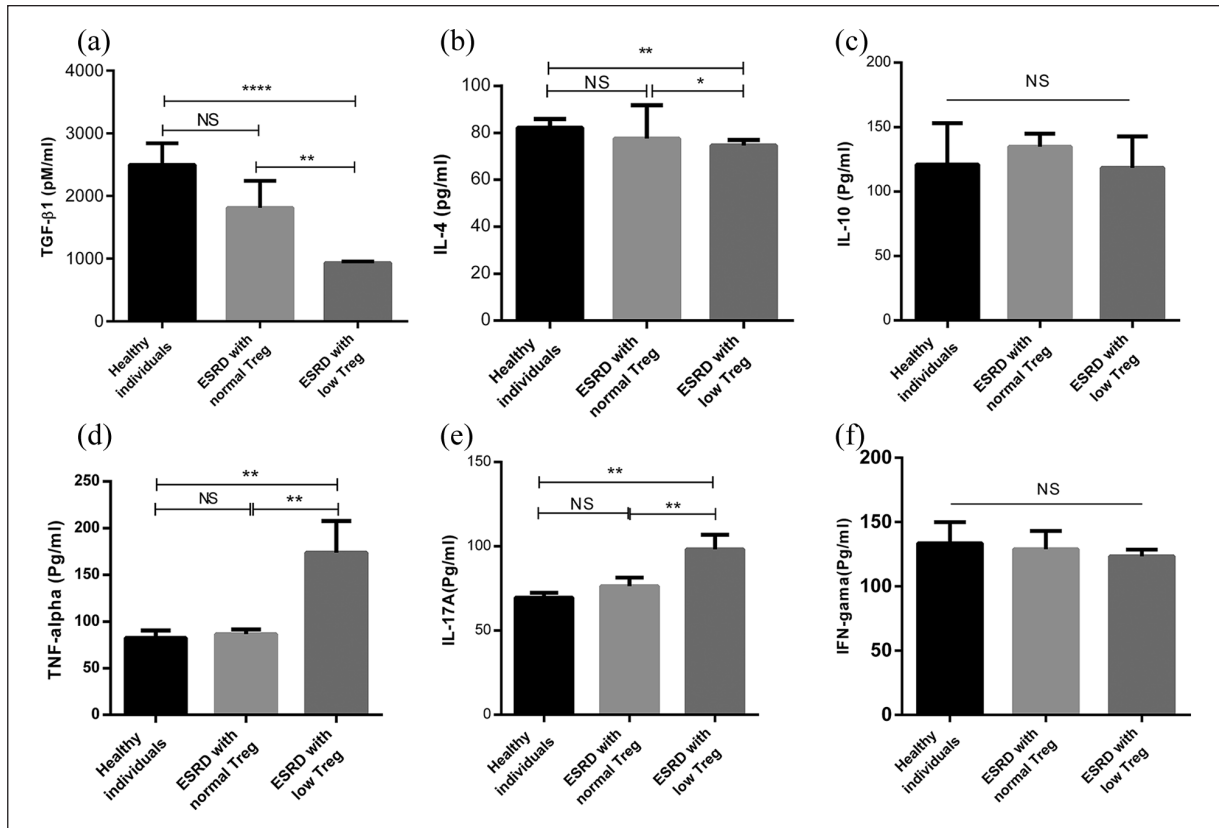 (a)
4000
3000
2000
1000
0
TGF-β1 (pM/ml)
****
NS
**
Healthy
individuals
ESRD with
normal Treg
ESRD with
low Treg
(b)
100
80
60
40
20
0
IL-4 (pg/ml)
**
NS
*
Healthy
individuals
ESRD with
normal Treg
ESRD with
low Treg
(c)
200
150
100
50
0
IL-10 (Pg/ml)
NS
Healthy
individuals
ESRD with
normal Treg
ESRD with
low Treg
(d)
250
200
150
100
50
0
TNF-alpha (Pg/ml)
**
NS
**
Healthy
individuals
ESRD with
normal Treg
ESRD with
low Treg
(e)
150
100
50
0
IL-17A(Pg/ml)
**
NS
**
Healthy
individuals
ESRD with
normal Treg
ESRD with
low Treg
(f)
200
150
100
50
0
IFN-gama(Pg/ml)
NS
Healthy
individuals
ESRD with
normal Treg
ESRD with
low Treg